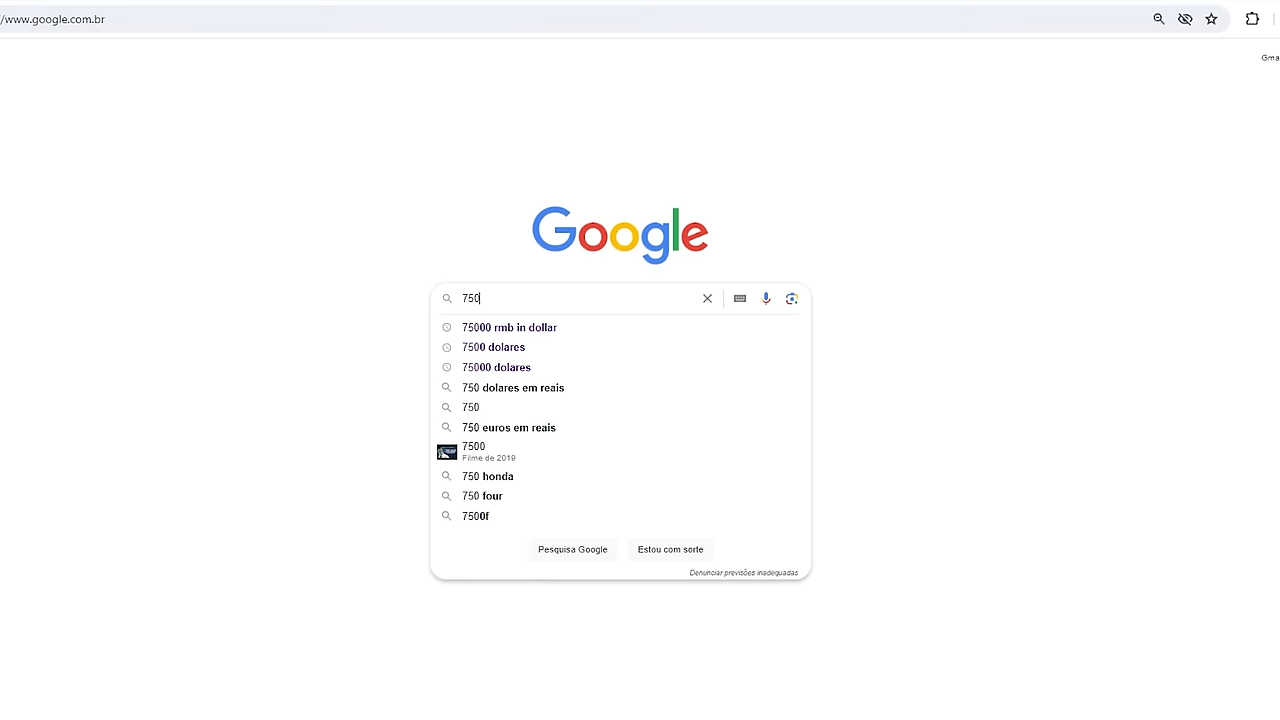 /www.google.com.br
Gma
Google
750
75000 rmb in dollar
7500 dolares
75000 dolares
750 dolares em reais
750
750 euros em reais
7500
Filme de 2019
750 honda
750 four
7500f
Pesquisa Google
Estou com sorte
Denunciar previsões inadequadas